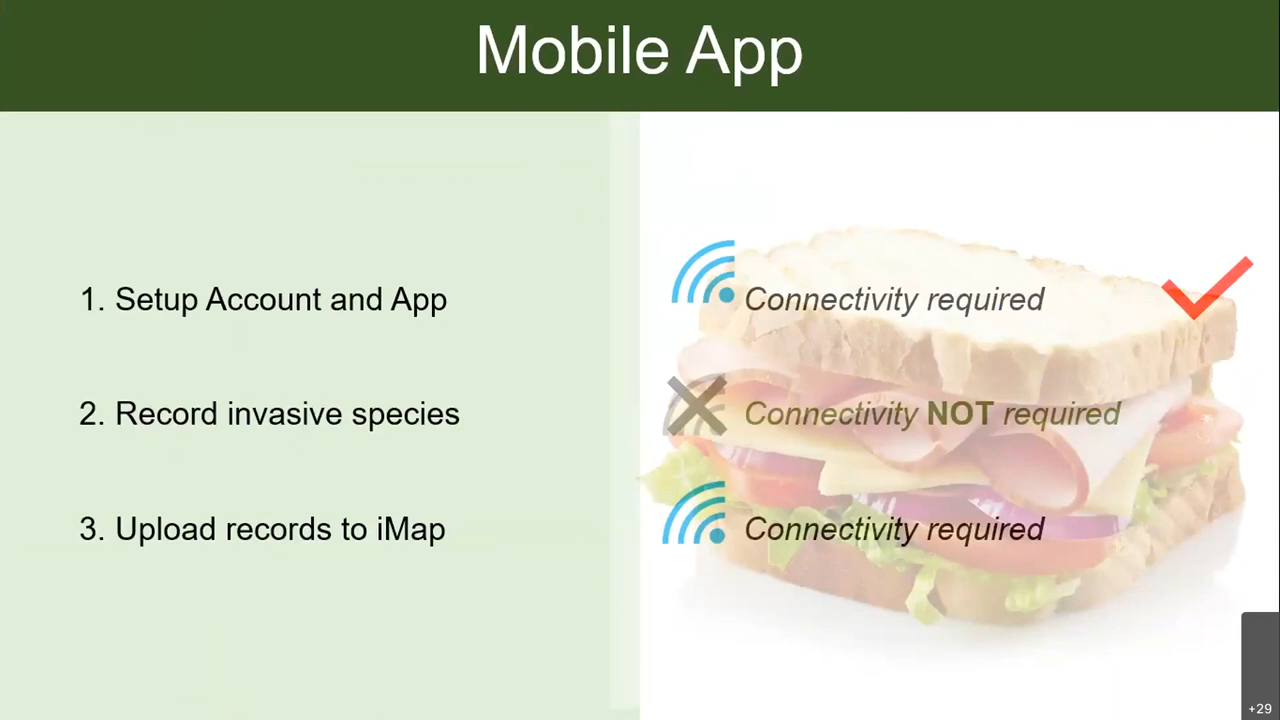 Mobile App
1. Setup Account and App
Connectivity required
2. Record invasive species
Connectivity NOT required
3. Upload records to iMap
Connectivity required
+29